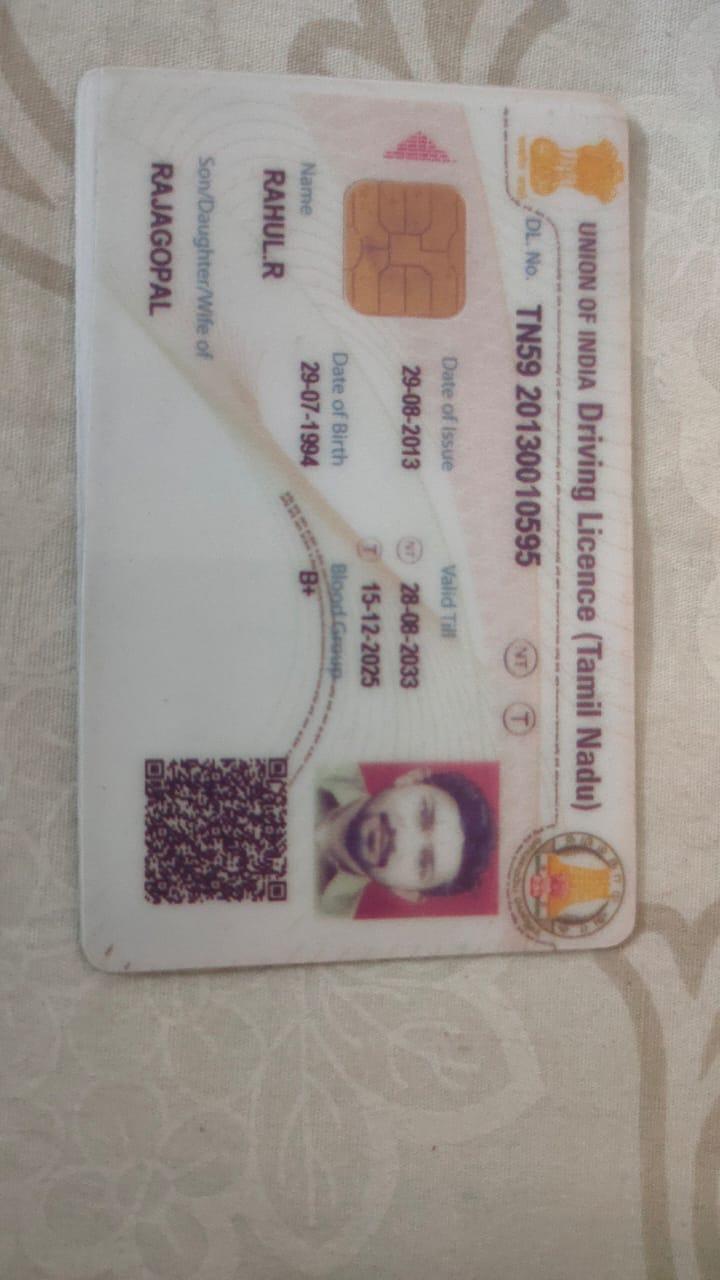 UNION OF INDIA Driving Licence (Tamil Nadu)
DL. No. TN59 20130010595 NT T
Date of Issue Valid Till
29-08-2013 NT 28-08-2033
T 15-12-2025
Date of Birth Blood Group
29-07-1994 B+
Name
RAHUL.R
Son/Daughter/Wife of
RAJAGOPAL